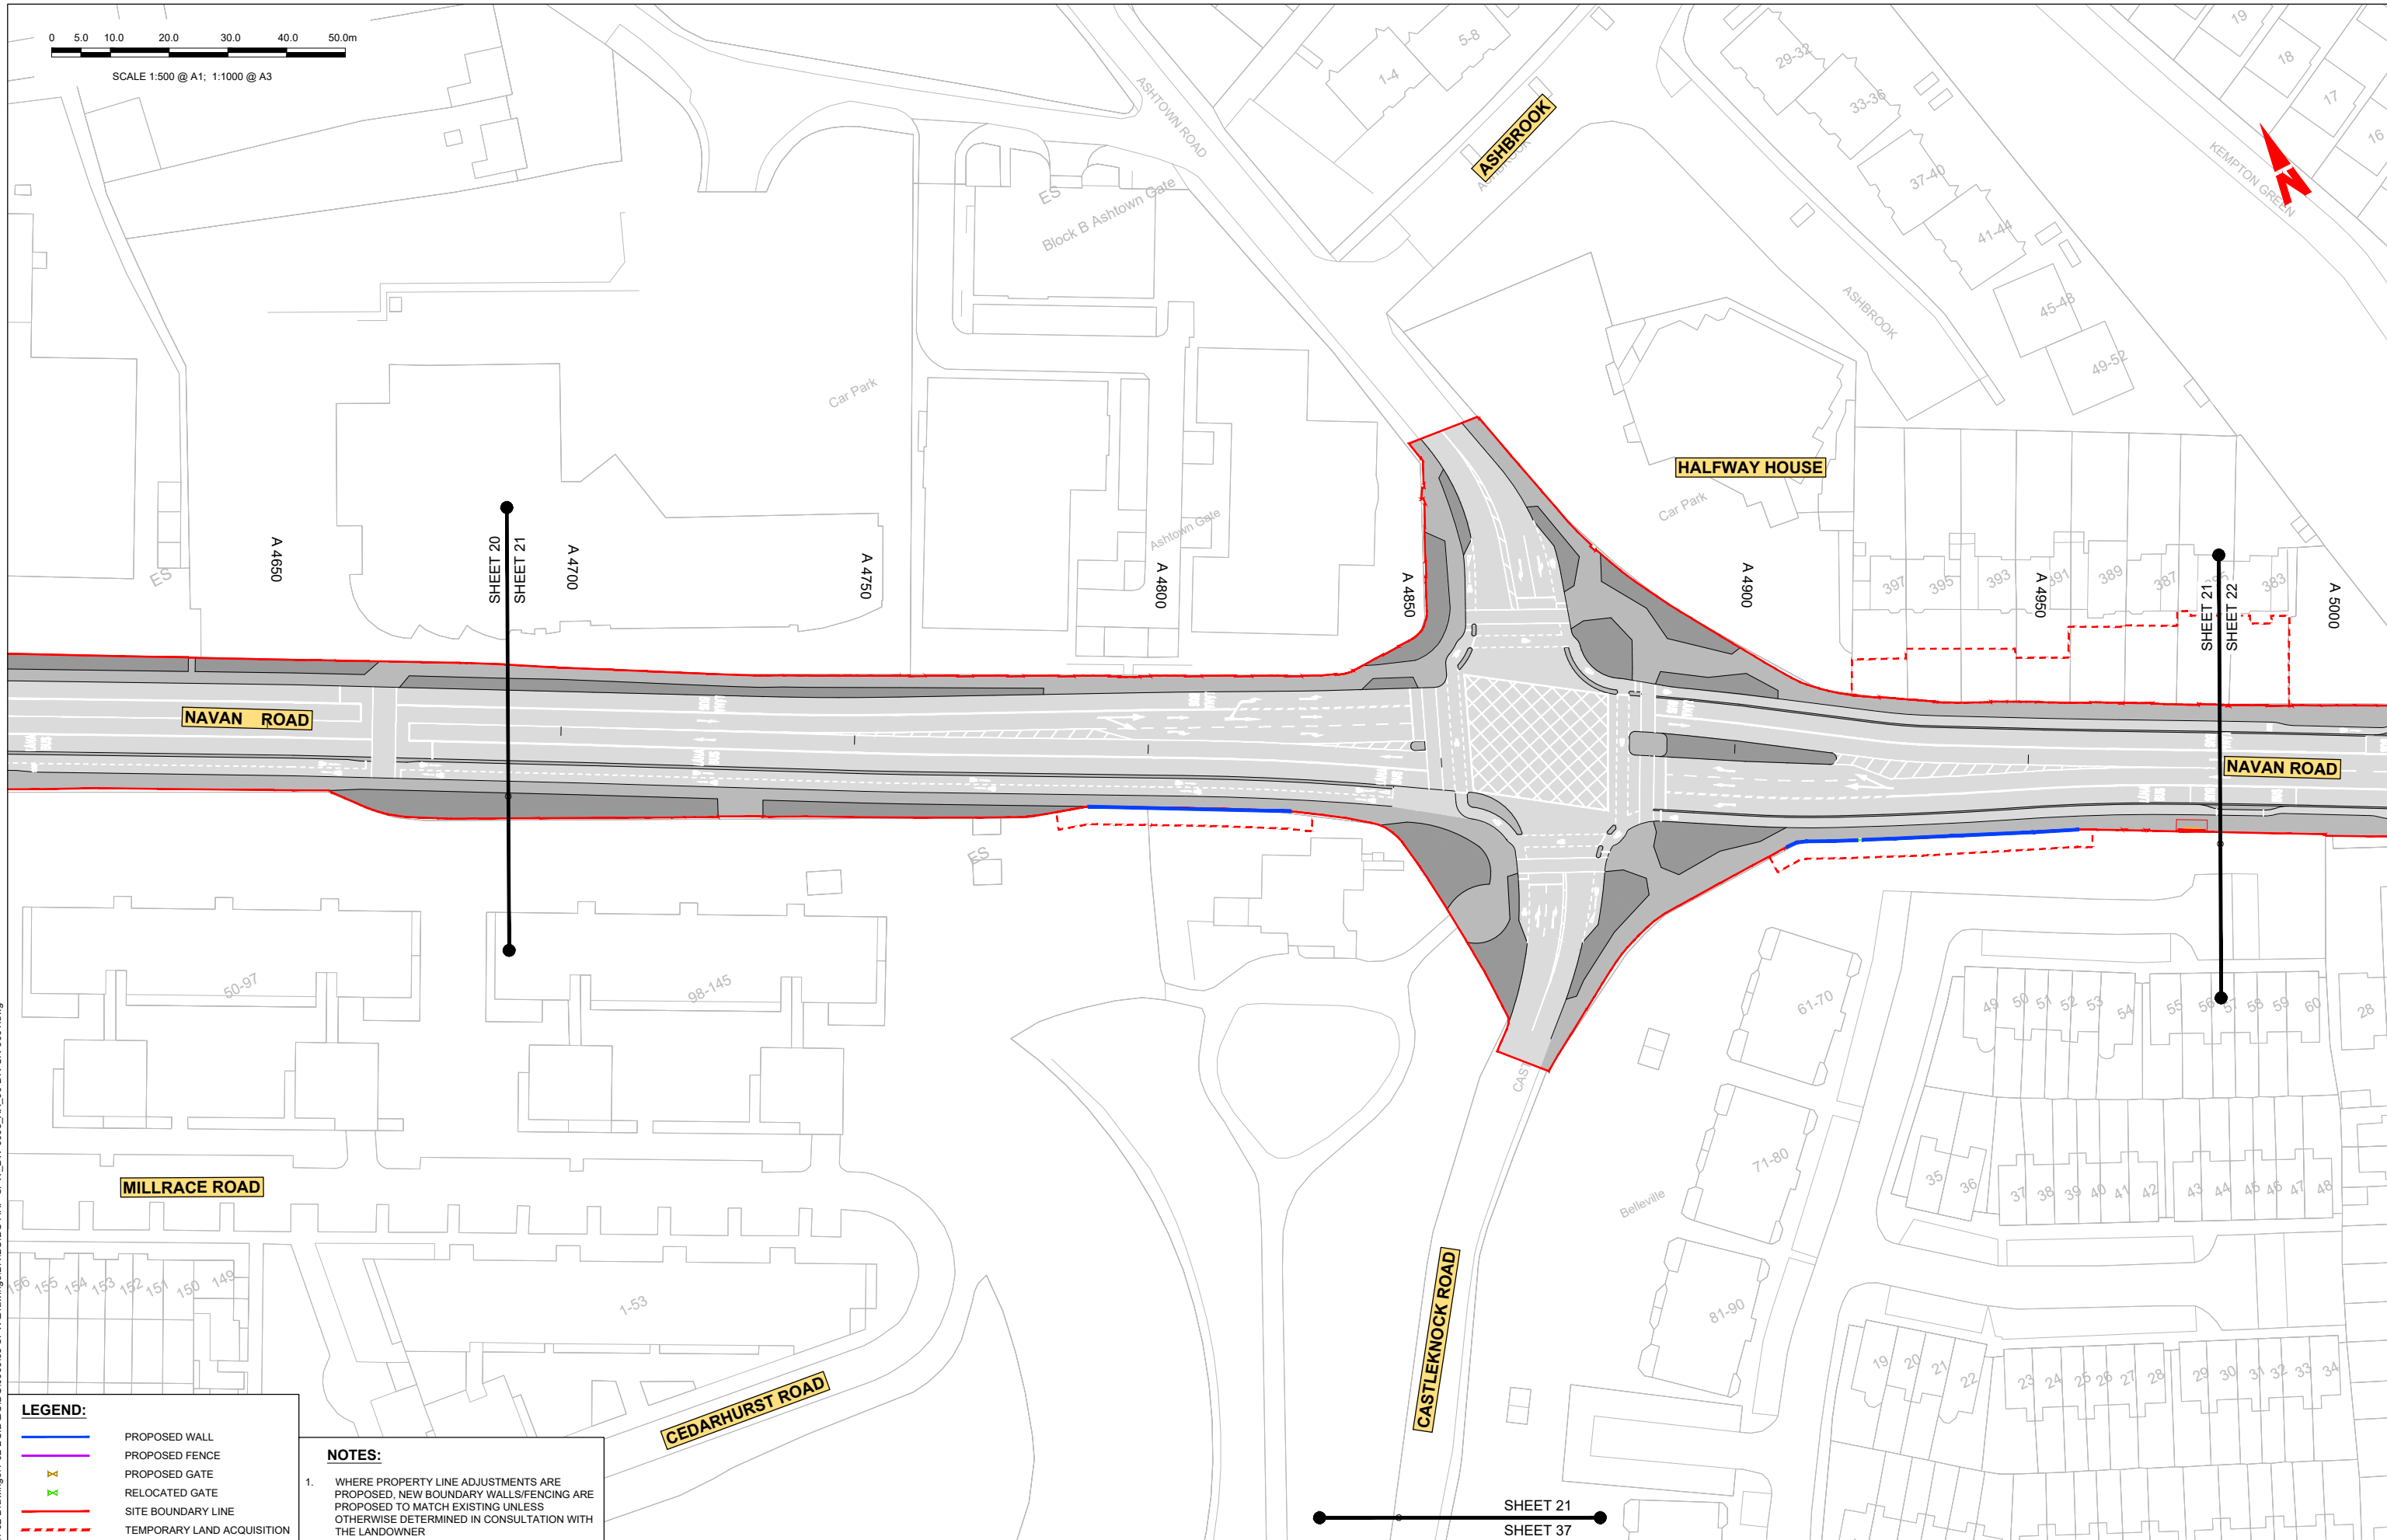 0 5.0 10.0 20.0 30.0 40.0 50.0m
SCALE 1:500 @ A1; 1:1000 @ A3
ASHTOWN ROAD
1-4
5-8
ASHBROOK
29-32
33-36
37-40
41-44
45-48
49-52
ASHBROOK
19
18
17
16
KEMPTON GREEN
N
ES
Block B Ashtown Gate
Car Park
Ashtown Gate
HALFWAY HOUSE
Car Park
ES
A 4650
SHEET 20
SHEET 21
A 4700
A 4750
A 4800
A 4850
A 4900
A 4950
A 5000
SHEET 21
SHEET 22
397
395
393
391
389
387
385
383
NAVAN ROAD
NAVAN ROAD
LÁNA
BUS
ES
50-97
98-145
61-70
71-80
81-90
Belleville
49 50 51 52 53 54 55 56 57 58 59 60
28
35 36 37 38 39 40 41 42 43 44 45 46 47 48
19 20 21 22 23 24 25 26 27 28 29 30 31 32 33 34
MILLRACE ROAD
156 155 154 153 152 151 150 149
1-53
CEDARHURST ROAD
CASTLEKNOCK ROAD
SHEET 21
SHEET 37
LEGEND:
PROPOSED WALL
PROPOSED FENCE
PROPOSED GATE
RELOCATED GATE
SITE BOUNDARY LINE
TEMPORARY LAND ACQUISITION
NOTES:
1. WHERE PROPERTY LINE ADJUSTMENTS ARE
PROPOSED, NEW BOUNDARY WALLS/FENCING ARE
PROPOSED TO MATCH EXISTING UNLESS
OTHERWISE DETERMINED IN CONSULTATION WITH
THE LANDOWNER